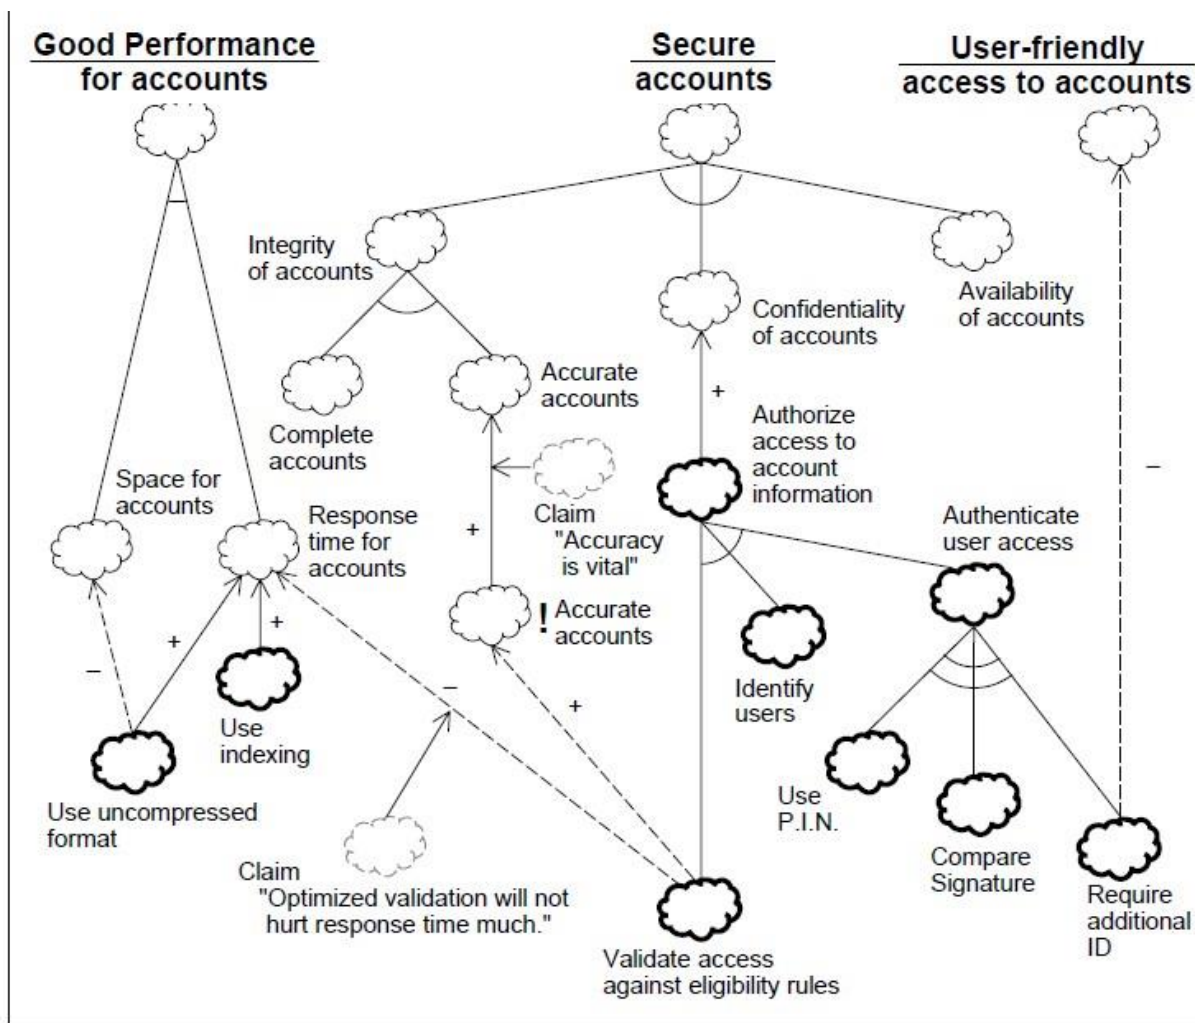 Good Performance
for accounts
Secure
accounts
User-friendly
access to accounts
Integrity
of accounts
Confidentiality
of accounts
Availability
of accounts
Complete
accounts
Accurate
accounts
+
Authorize
access to
account
information
Space for
accounts
Response
time for
accounts
+
Claim
"Accuracy
is vital"
Authenticate
user access
–
! Accurate
accounts
–
+
+
–
+
Identify
users
Use
indexing
Use uncompressed
format
Use
P.I.N.
Compare
Signature
Require
additional
ID
Claim
"Optimized validation will not
hurt response time much."
Validate access
against eligibility rules